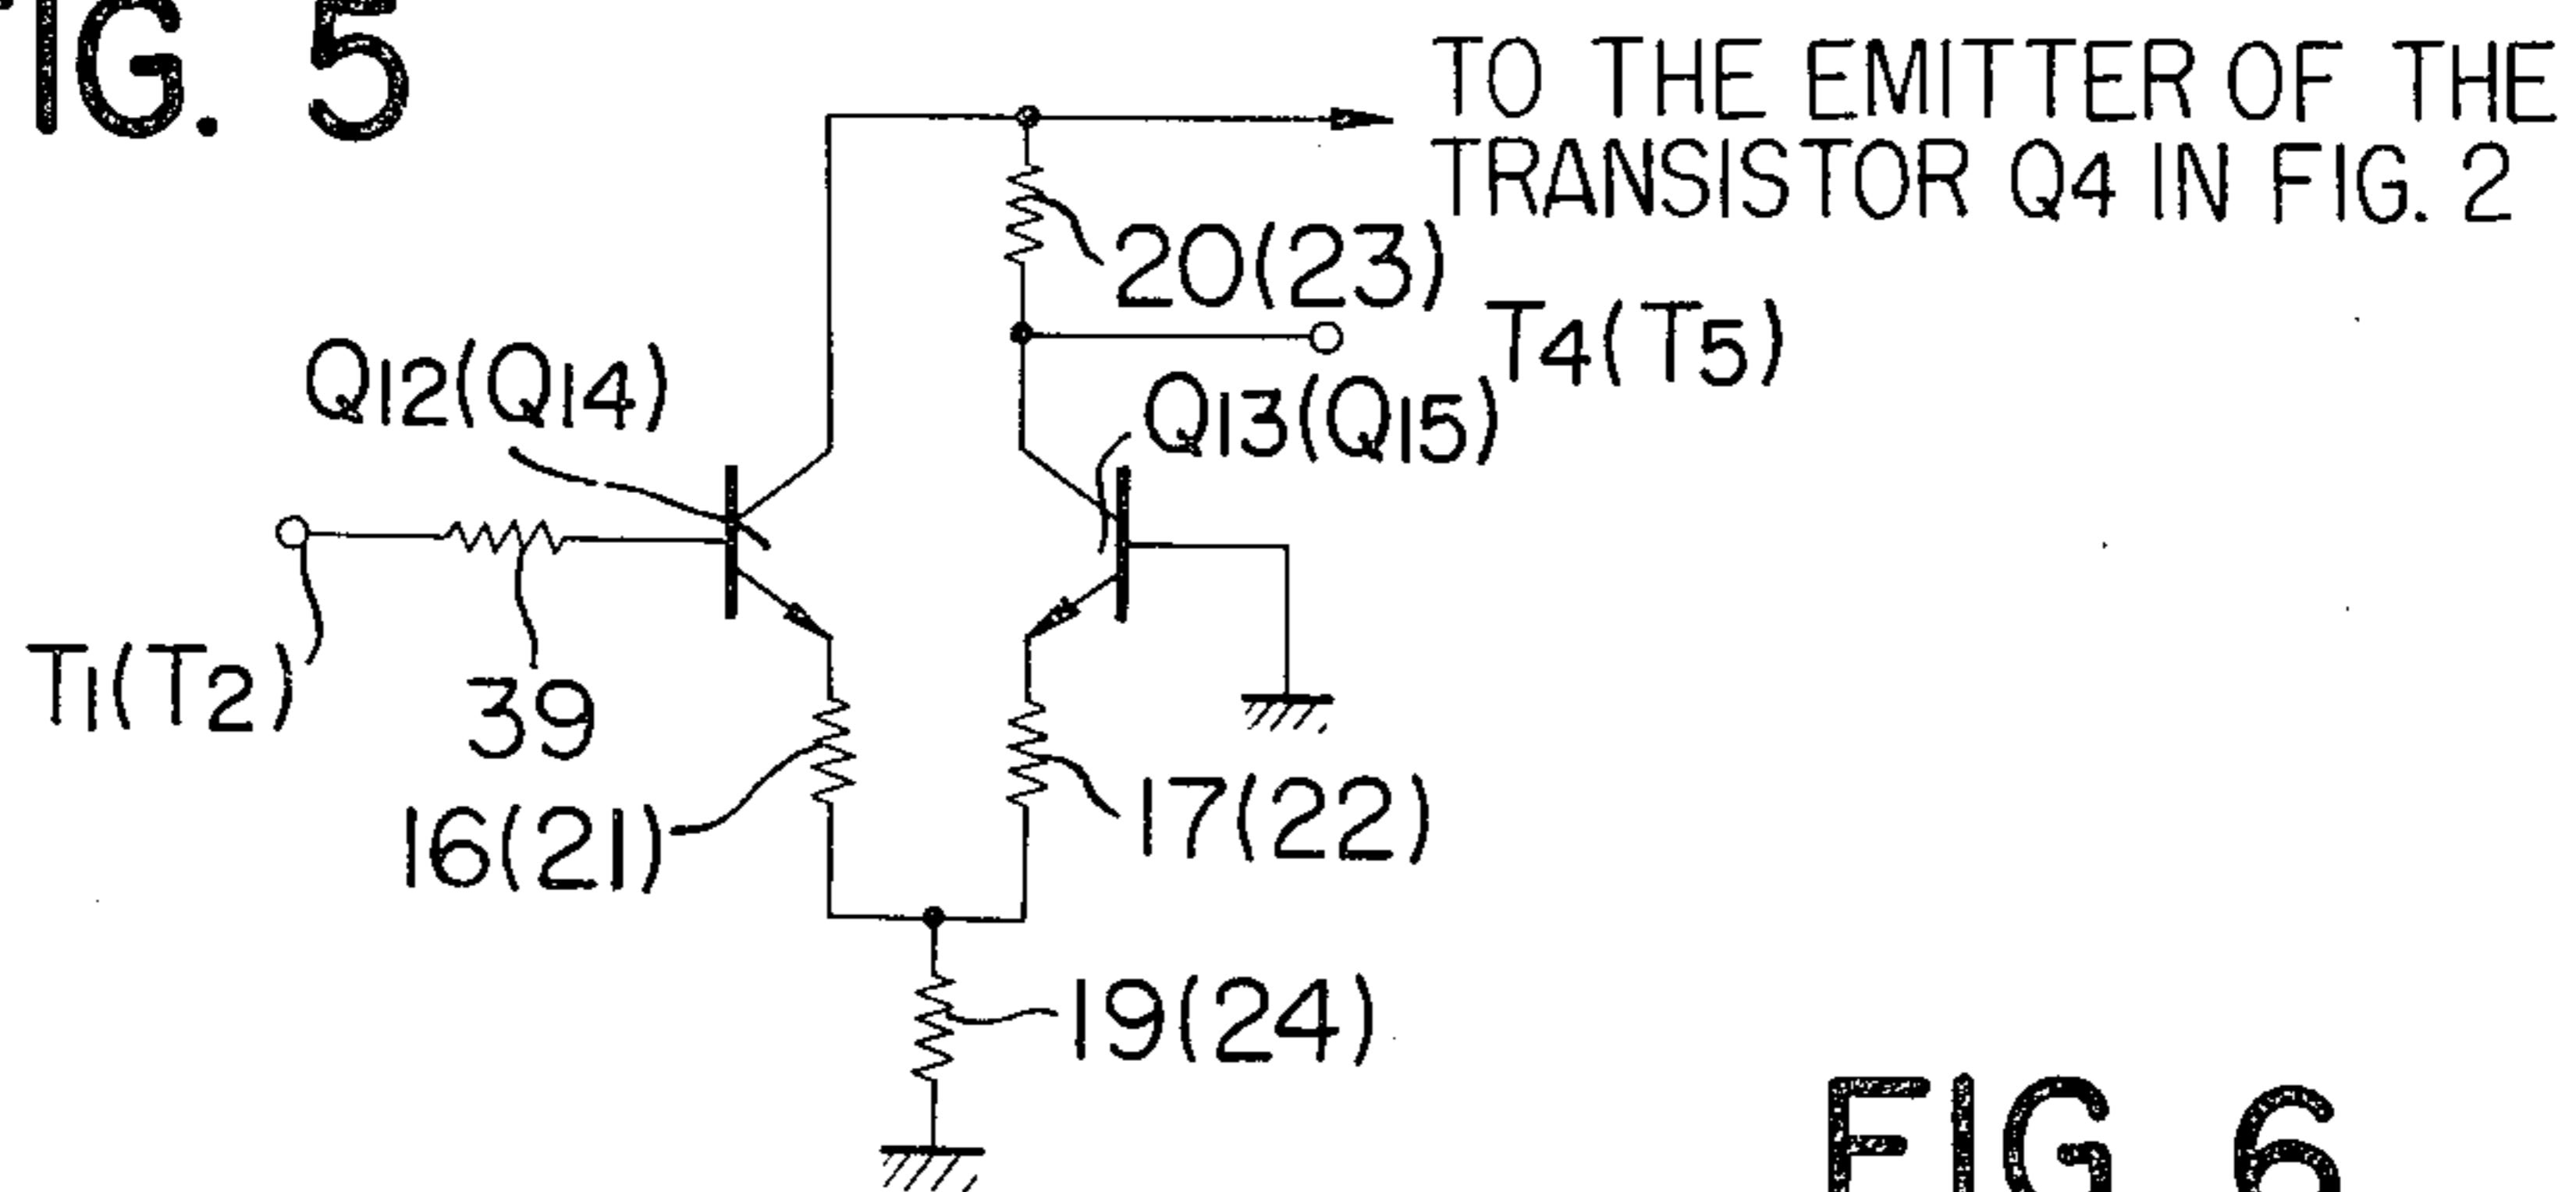 FIG. 5
TO THE EMITTER OF THE
TRANSISTOR Q4 IN FIG. 2
20(23)
T4(T5)
Q12(Q14)
Q13(Q15)
T1(T2)
39
16(21)
17(22)
19(24)
FIG. 6